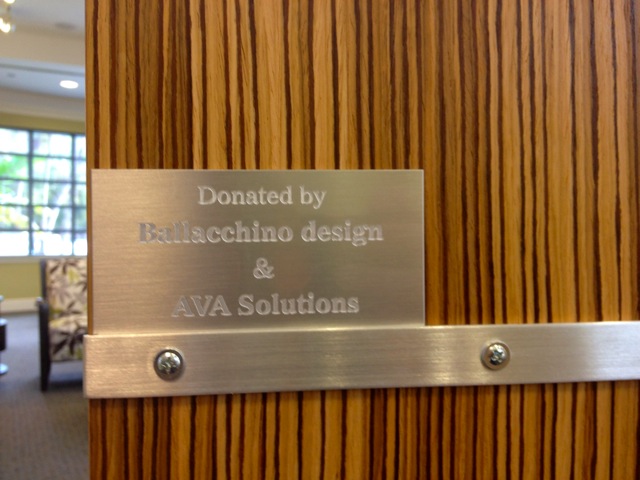 Donated by
Ballacchino design
&
AVA Solutions